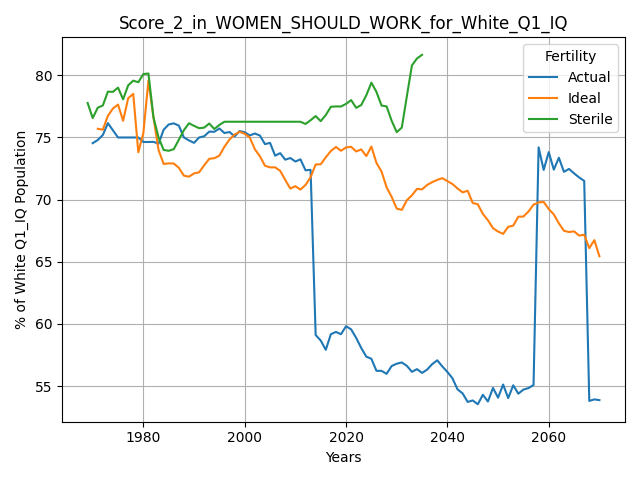 Score_2_in_WOMEN_SHOULD_WORK_for_White_Q1_IQ
% of White Q1_IQ Population
80
75
70
65
60
55
Fertility
Actual
Ideal
Sterile
1980
2000
2020
2040
2060
Years